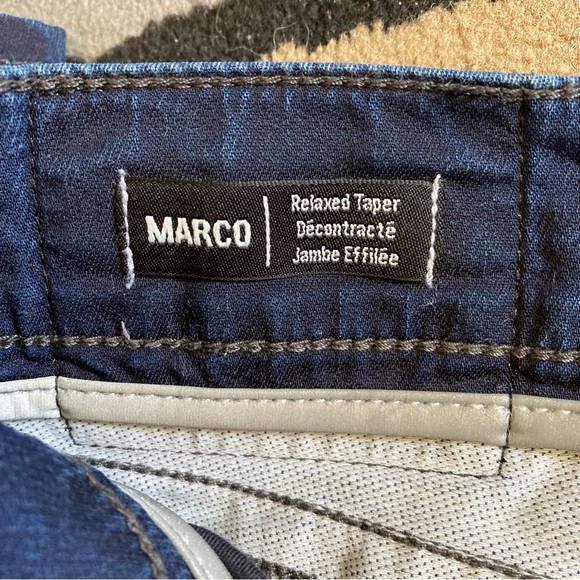 MARCO
Relaxed Taper
Décontracté
Jambe Effilée